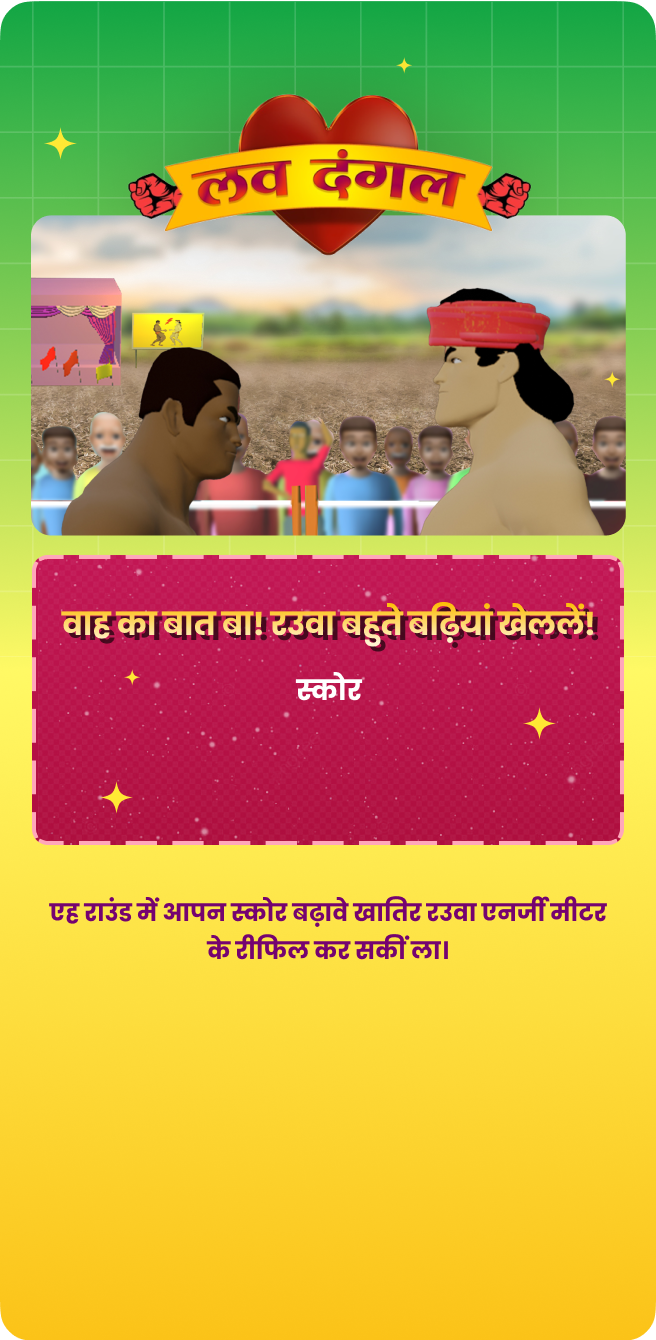 लव दंगल
वाह का बात बा! रउवा बहुते बढ़ियां खेललें!
स्कोर
एह राउंड में आपन स्कोर बढ़ावे खातिर रउवा एनर्जी मीटर
के रीफिल कर सकीं ला।